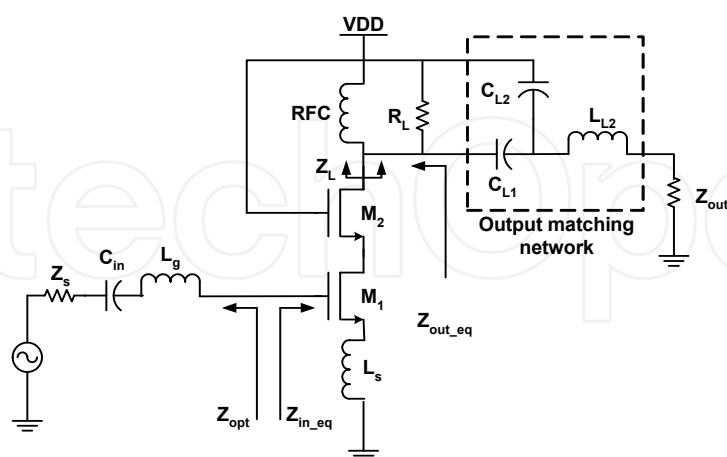 VDD
RFC
R_L
C_L2
L_L2
Z_L
C_L1
Z_out
M_2
Output matching
network
C_in
L_g
Z_s
M_1
Z_out_eq
L_s
Z_opt
Z_in_eq